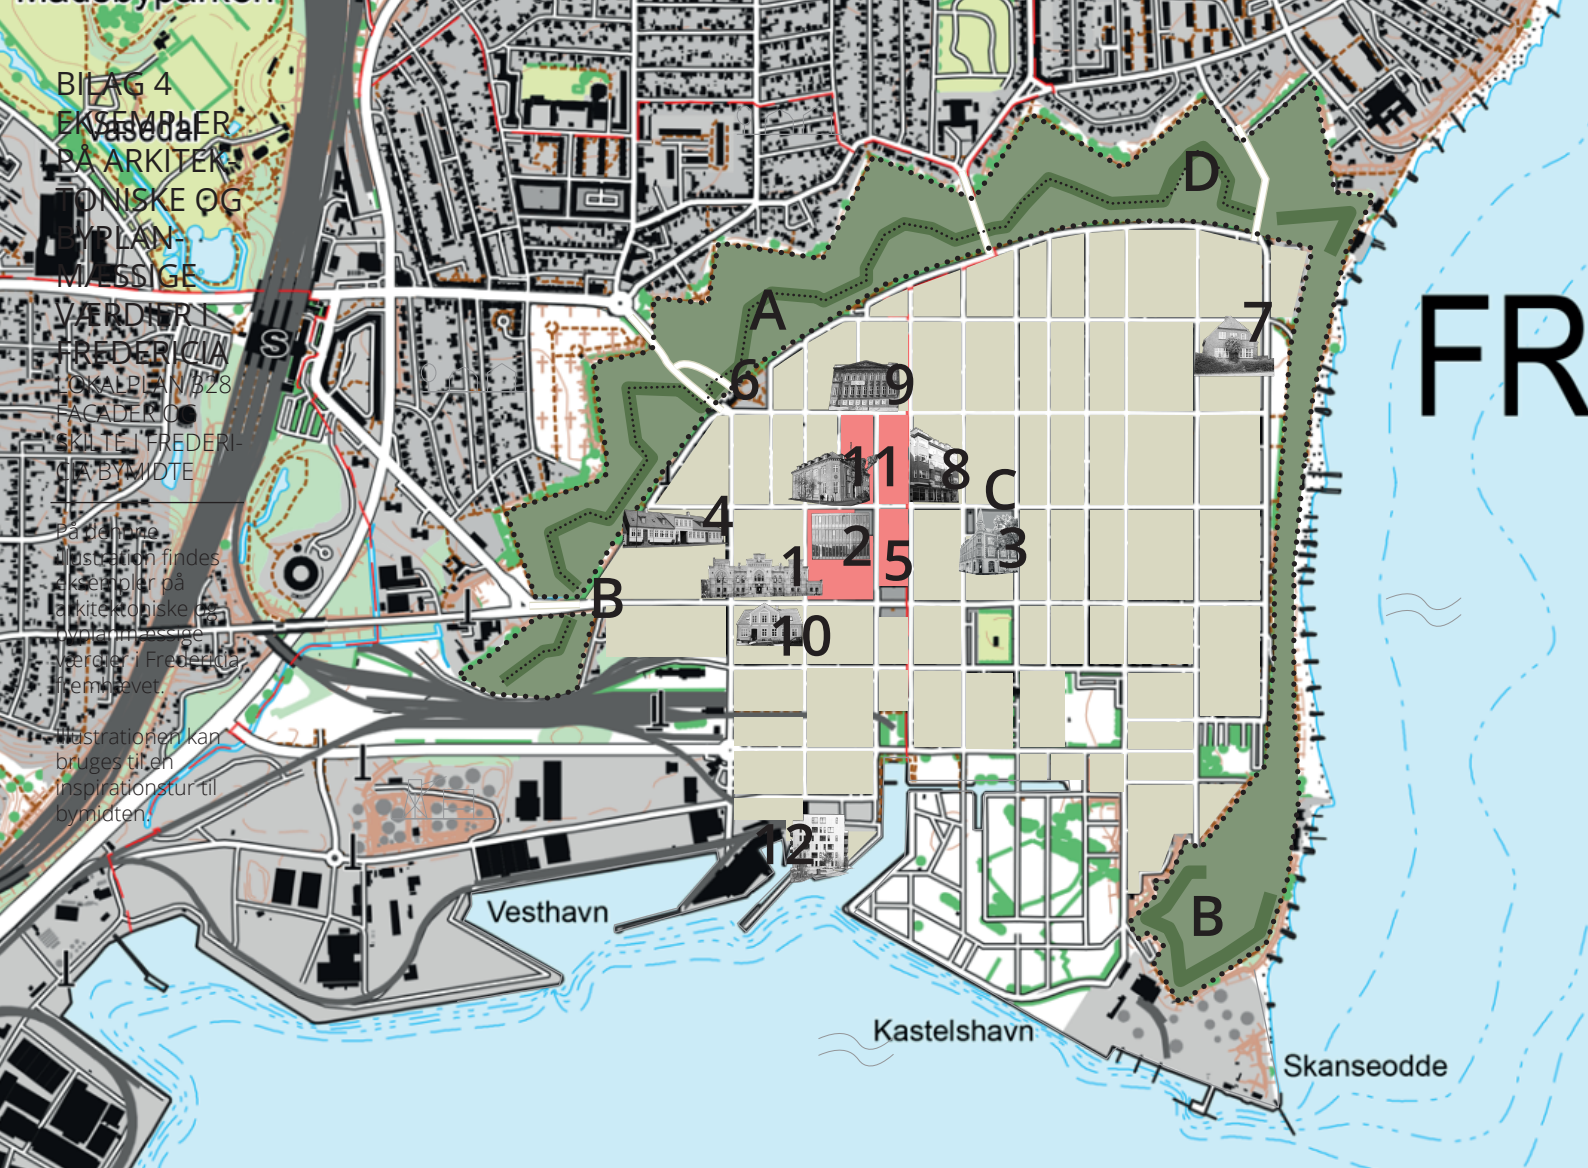 Madsbyparken
BILAG 4
EKSEMPLER
Vasedal
PÅ ARKITEK-
TONISKE OG
BYPLAN-
MÆSSIGE
VÆRDIER I
FREDERICIA
LOKALPLAN 328
FACADER OG
SKILTE I FREDERI-
CIA BYMIDTE
På denne
illustration findes
eksempler på
arkitektoniske og
byplanmæssige
værdier i Fredericia
fremhævet.
Illustrationen kan
bruges til en
inspirationstur til
bymidten.
S
D
A
7
FR
6
9
11
8
C
4
2
5
3
1
B
10
12
B
Vesthavn
Kastelshavn
Skanseodde